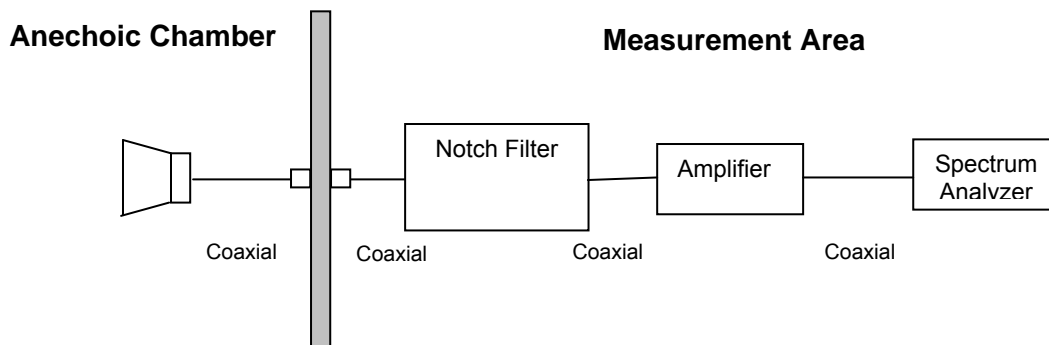 Anechoic Chamber
Measurement Area
Notch Filter
Amplifier
Spectrum
Analyzer
Coaxial
Coaxial
Coaxial
Coaxial